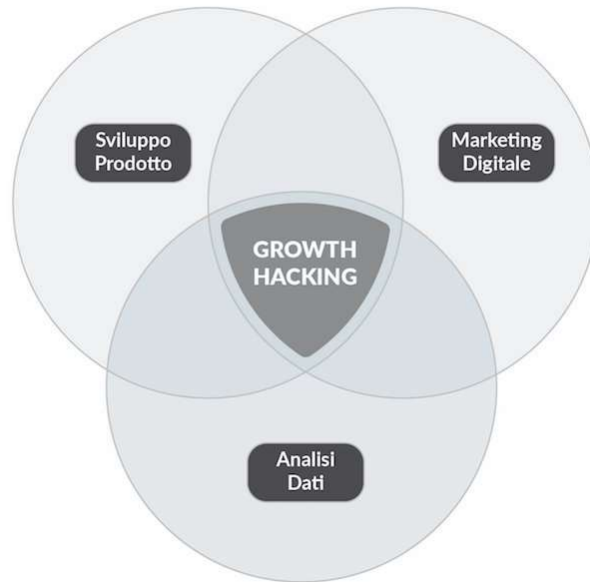 Sviluppo
Prodotto
Marketing
Digitale
GROWTH
HACKING
Analisi
Dati